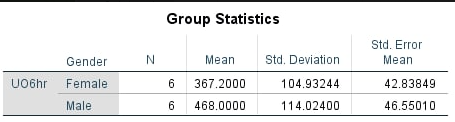 Group Statistics
Gender N Mean Std. Deviation Std. Error Mean
UO6hr Female 6 367.2000 104.93244 42.83849
Male 6 468.0000 114.02400 46.55010